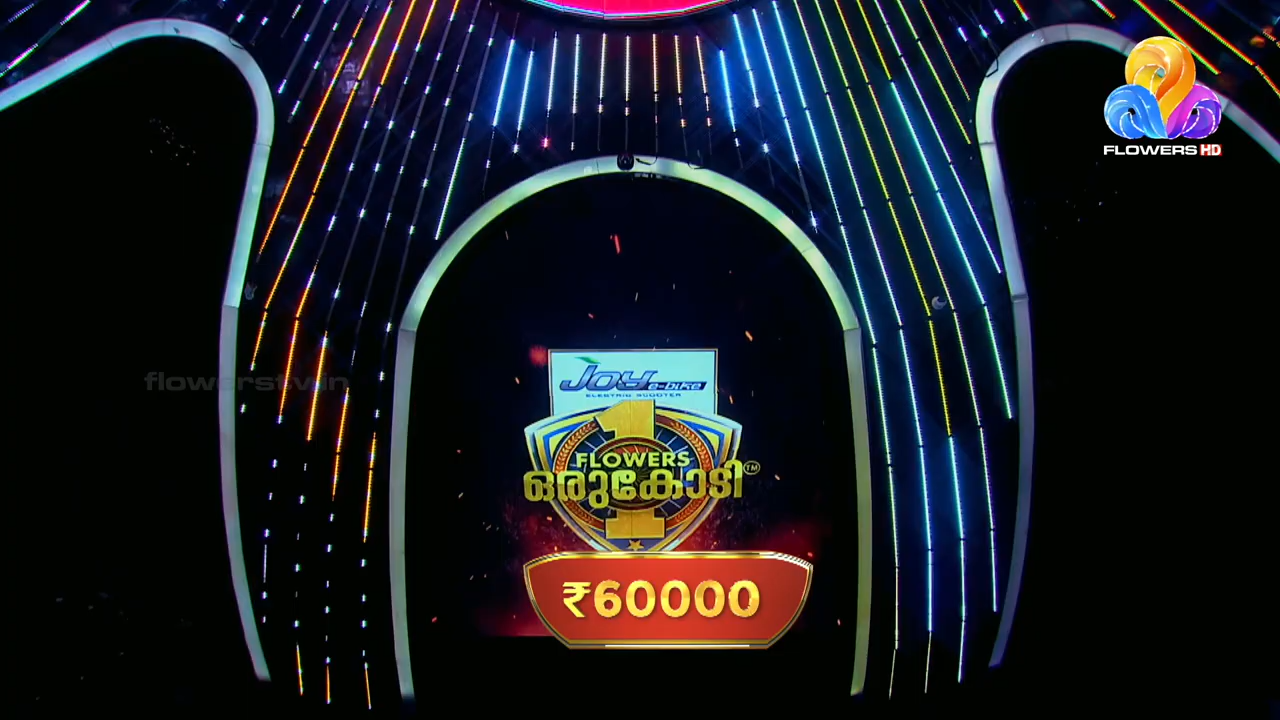 FLOWERS HD
flowerstv.in
Joy e-bike
ELECTRIC SCOOTER
1
FLOWERS
ഒരുകോടി™
₹60000